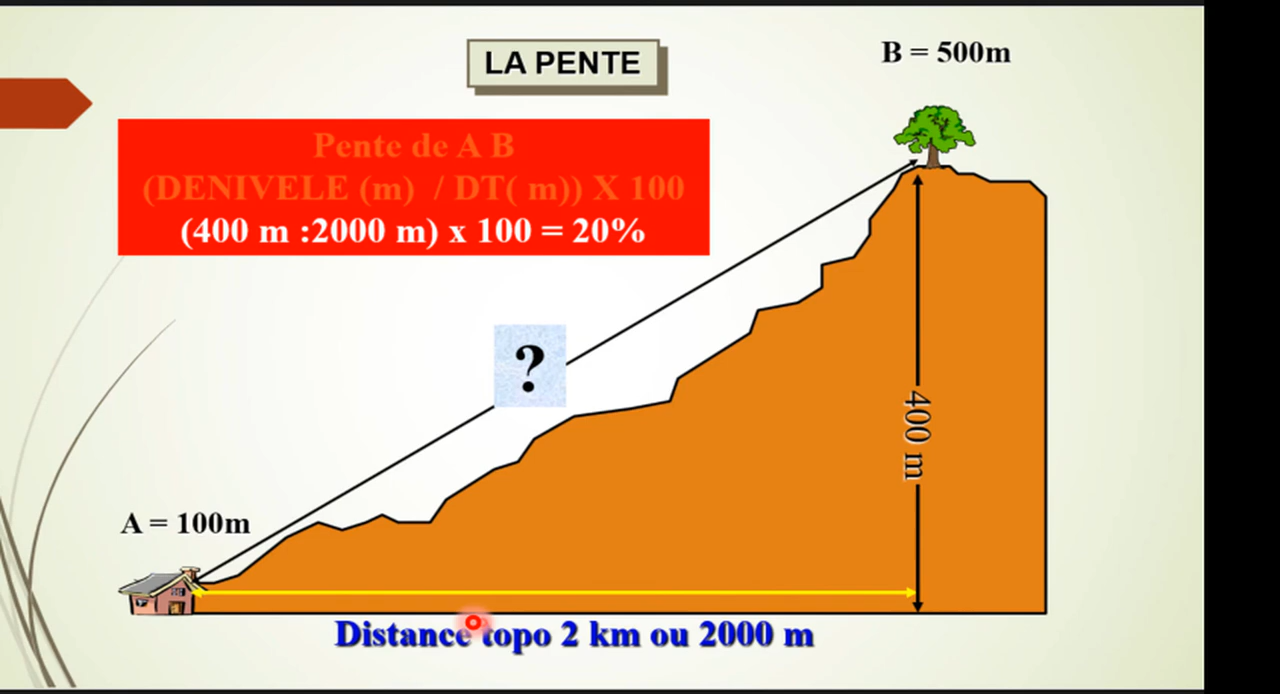 LA PENTE
B = 500m
Pente de A B
(DENIVELE (m) / DT( m)) X 100
(400 m :2000 m) x 100 = 20%
?
400 m
A = 100m
Distance topo 2 km ou 2000 m